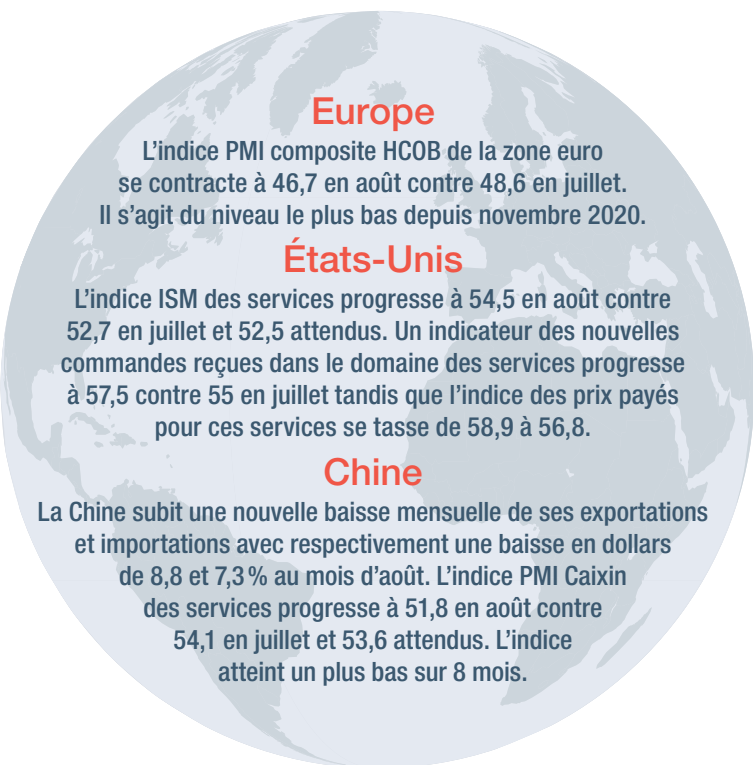 Europe
L’indice PMI composite HCOB de la zone euro
se contracte à 46,7 en août contre 48,6 en juillet.
Il s’agit du niveau le plus bas depuis novembre 2020.
États-Unis
L’indice ISM des services progresse à 54,5 en août contre
52,7 en juillet et 52,5 attendus. Un indicateur des nouvelles
commandes reçues dans le domaine des services progresse
à 57,5 contre 55 en juillet tandis que l’indice des prix payés
pour ces services se tasse de 58,9 à 56,8.
Chine
La Chine subit une nouvelle baisse mensuelle de ses exportations
et importations avec respectivement une baisse en dollars
de 8,8 et 7,3 % au mois d’août. L’indice PMI Caixin
des services progresse à 51,8 en août contre
54,1 en juillet et 53,6 attendus. L’indice
atteint un plus bas sur 8 mois.